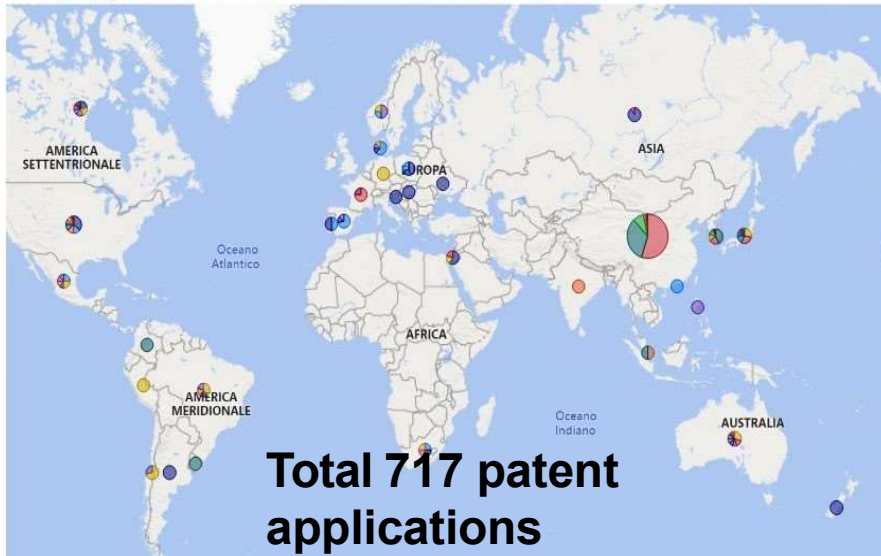 AMERICA
SETTENTRIONALE
EUROPA
ASIA
Oceano
Atlantico
AFRICA
AMERICA
MERIDIONALE
Oceano
Indiano
AUSTRALIA
Total 717 patent
applications